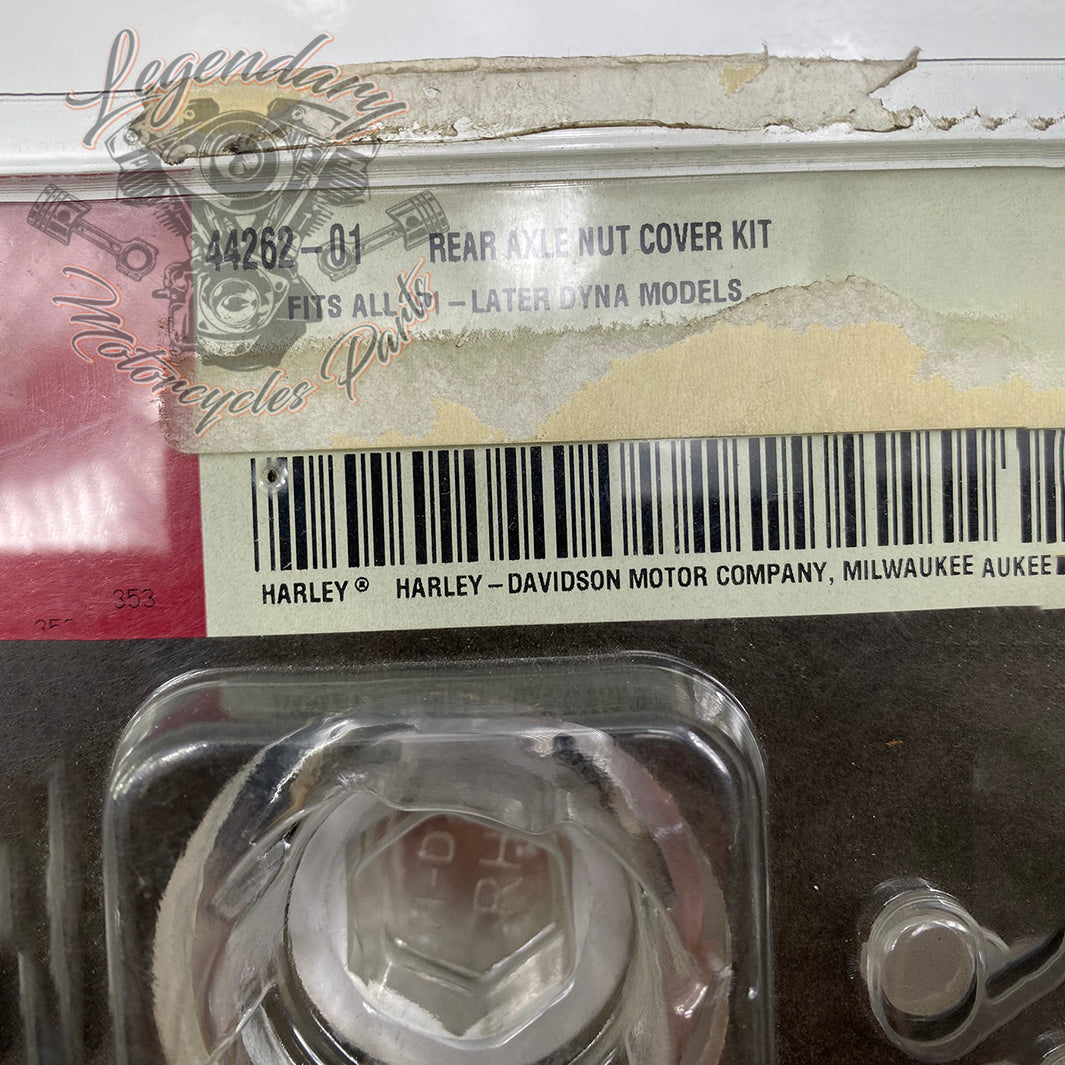 Legendary
44262-01 REAR AXLE NUT COVER KIT
FITS ALL '01-LATER DYNA MODELS
Motorcycles Parts
HARLEY® HARLEY-DAVIDSON MOTOR COMPANY, MILWAUKEE AUKEE
353
RH